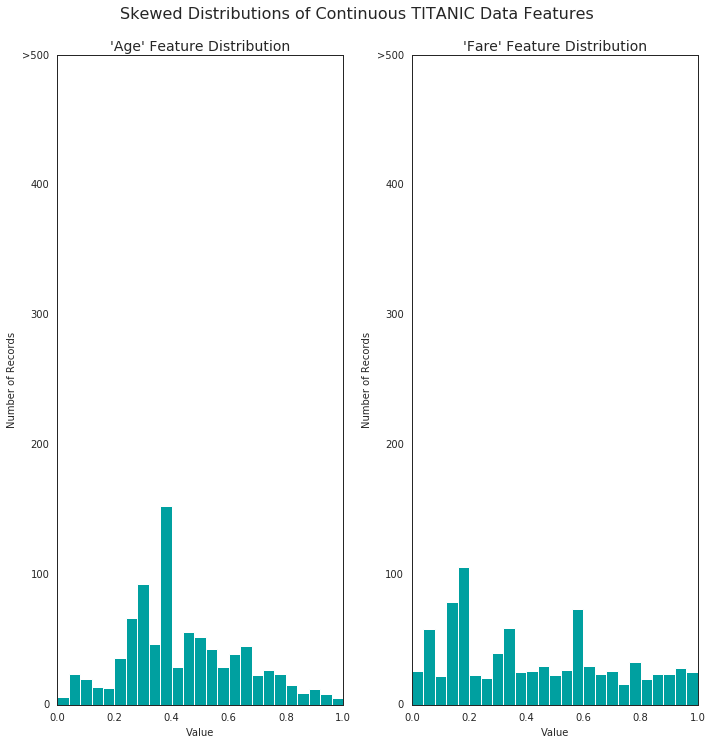 Skewed Distributions of Continuous TITANIC Data Features
'Age' Feature Distribution
>500
400
300
200
100
0
Number of Records
0.0 0.2 0.4 0.6 0.8 1.0
Value
'Fare' Feature Distribution
>500
400
300
200
100
0
Number of Records
0.0 0.2 0.4 0.6 0.8 1.0
Value